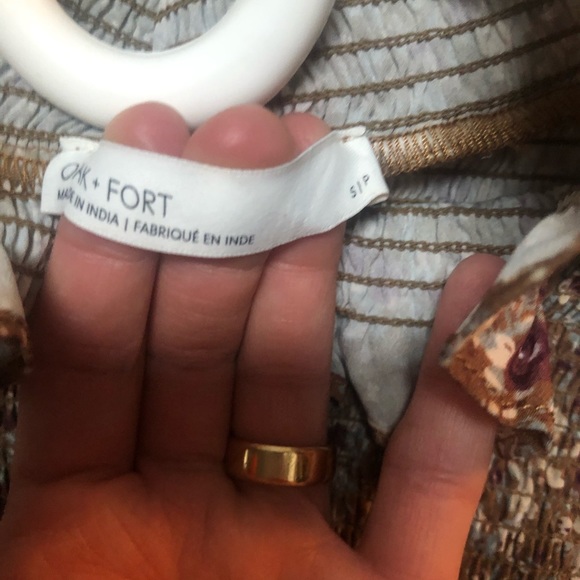 OAK + FORT
MADE IN INDIA | FABRIQUÉ EN INDE
S I P